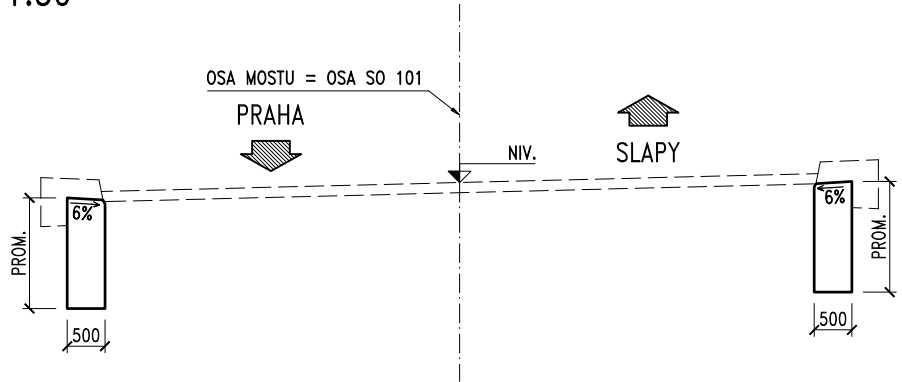 OSA MOSTU = OSA SO 101
PRAHA
NIV.
SLAPY
6%
6%
PROM.
PROM.
500
500